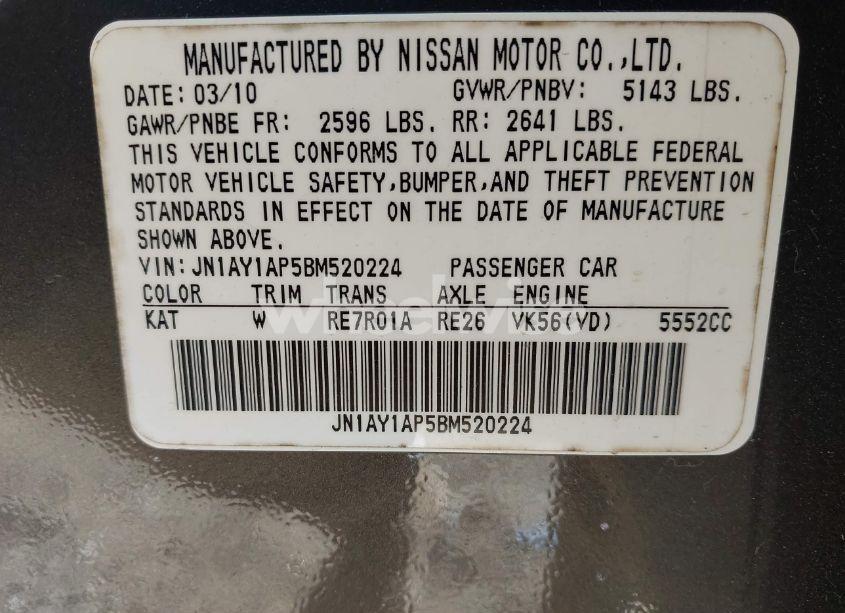 MANUFACTURED BY NISSAN MOTOR CO.,LTD.
DATE: 03/10 GVWR/PNBV: 5143 LBS.
GAWR/PNBE FR: 2596 LBS. RR: 2641 LBS.
THIS VEHICLE CONFORMS TO ALL APPLICABLE FEDERAL
MOTOR VEHICLE SAFETY,BUMPER,AND THEFT PREVENTION
STANDARDS IN EFFECT ON THE DATE OF MANUFACTURE
SHOWN ABOVE.
VIN:JN1AY1AP5BM520224 PASSENGER CAR
COLOR TRIM TRANS AXLE ENGINE
KAT W RE7R01A RE26 VK56(VD) 5552CC
JN1AY1AP5BM520224